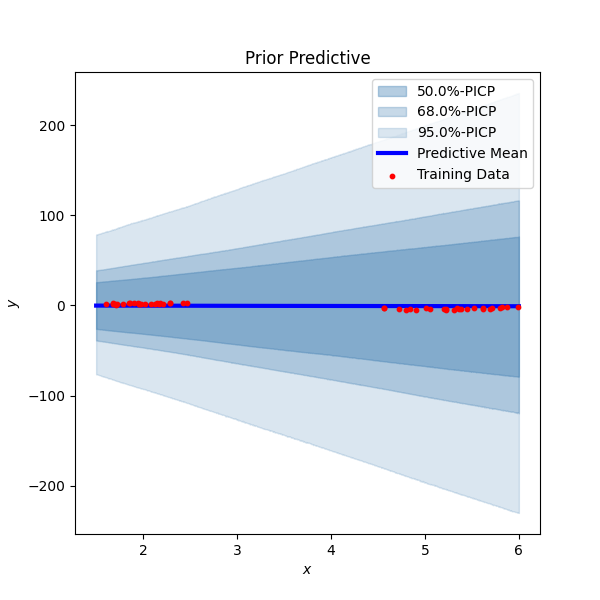 Prior Predictive
50.0%-PICP
68.0%-PICP
95.0%-PICP
Predictive Mean
Training Data
200
100
0
−100
−200
y
2
3
4
5
6
x